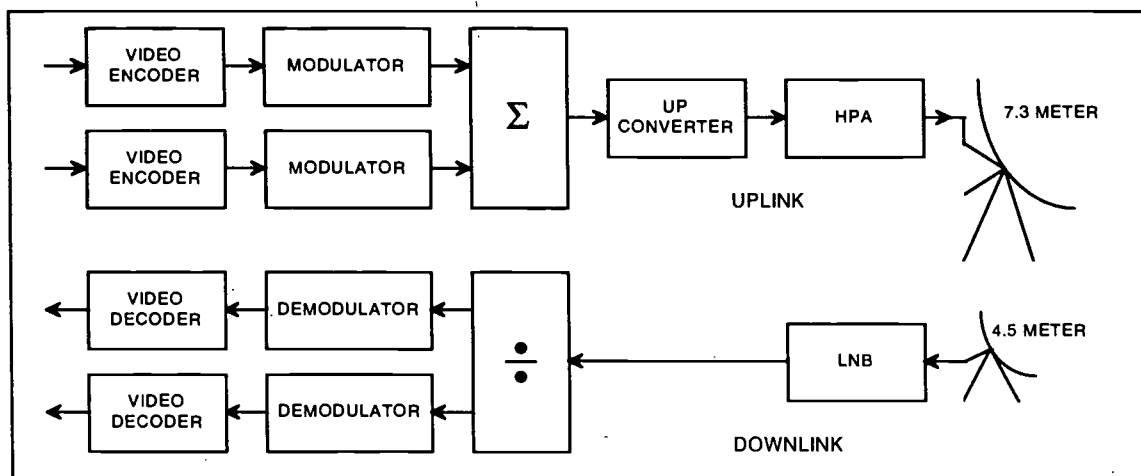 VIDEO
ENCODER
MODULATOR
Σ
UP
CONVERTER
HPA
7.3 METER
VIDEO
ENCODER
MODULATOR
UPLINK
VIDEO
DECODER
DEMODULATOR
÷
LNB
4.5 METER
VIDEO
DECODER
DEMODULATOR
DOWNLINK